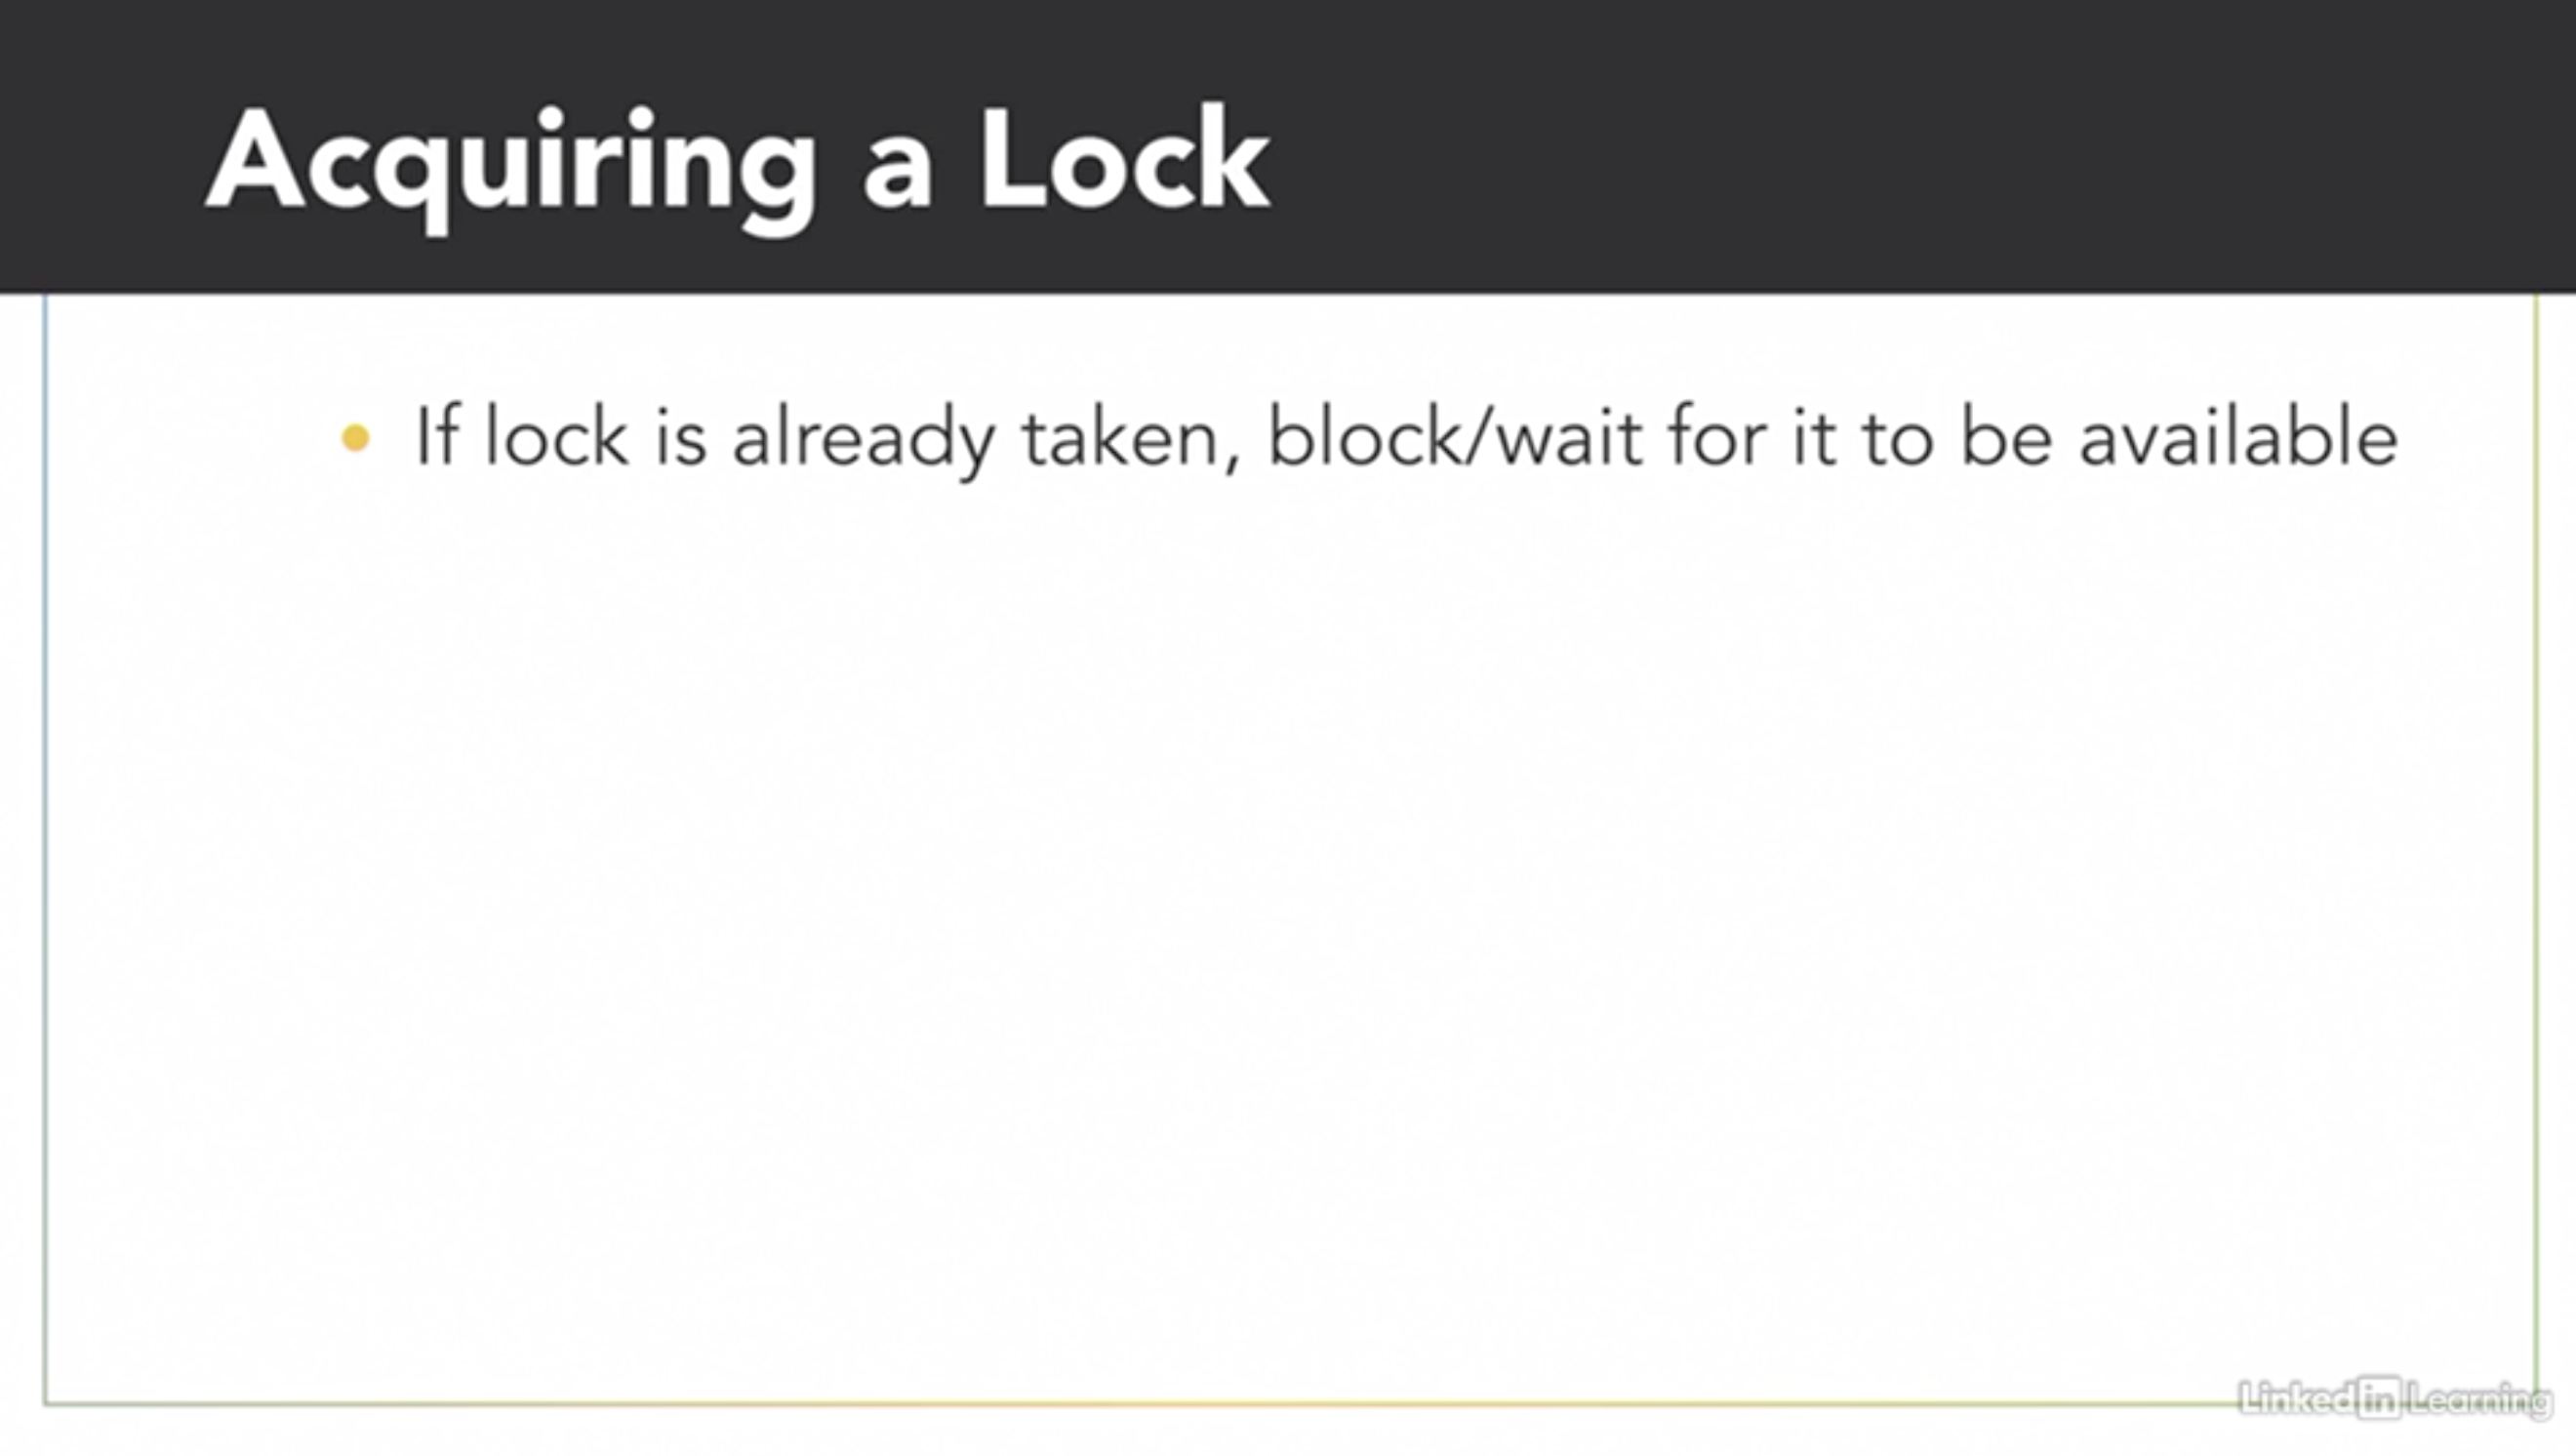 Acquiring a Lock
• If lock is already taken, block/wait for it to be available
LinkedIn Learning